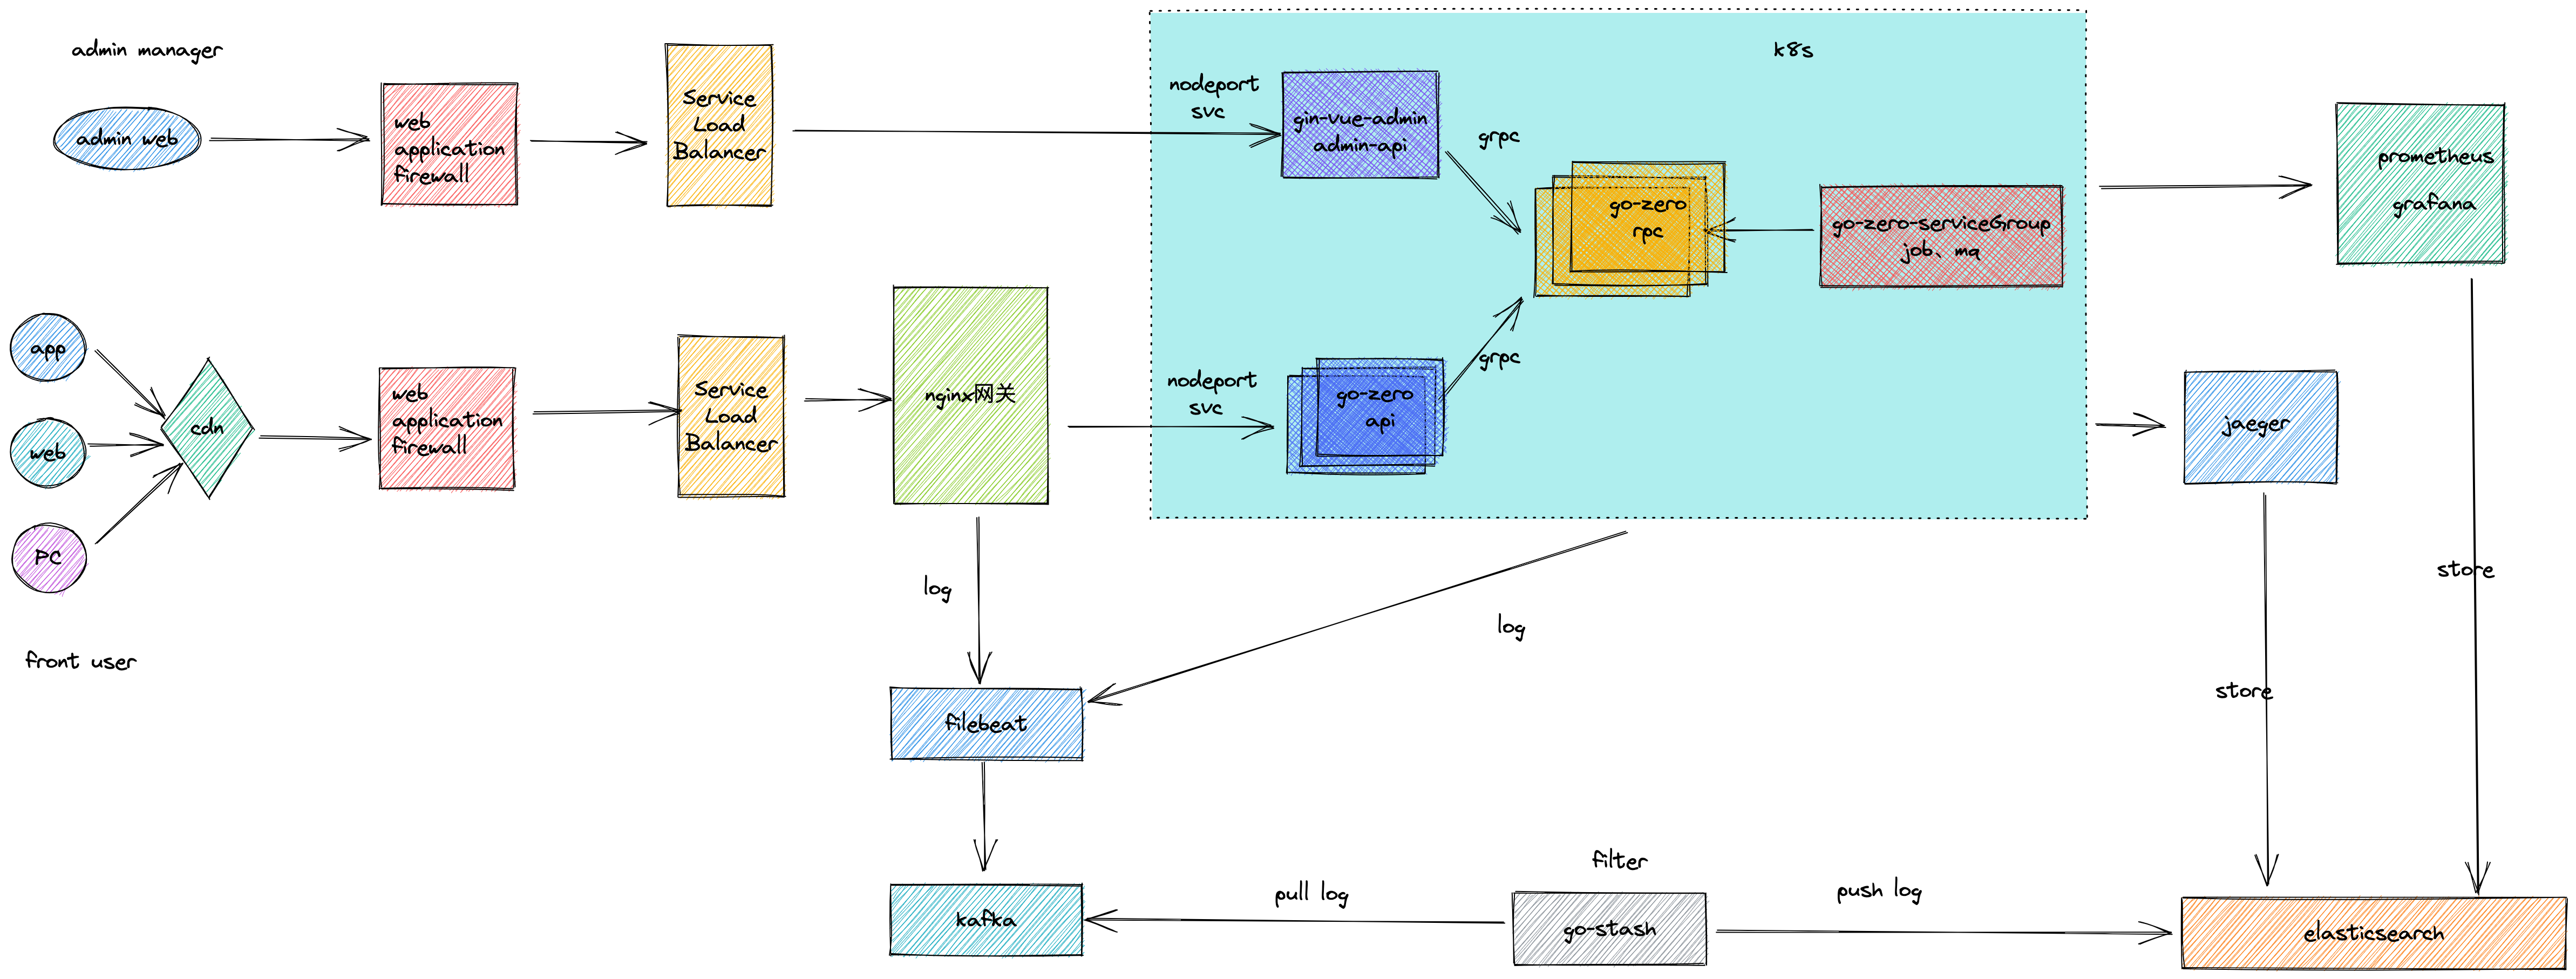 admin manager
admin web
web
application
firewall
Service
Load
Balancer
nodeport
svc
k8s
gin-vue-admin
admin-api
grpc
go-zero
rpc
go-zero-serviceGroup
job、mq
prometheus
grafana
app
web
PC
cdn
front user
web
application
firewall
Service
Load
Balancer
nginx网关
nodeport
svc
go-zero
api
grpc
jaeger
log
log
store
store
filebeat
kafka
pull log
filter
go-stash
push log
elasticsearch